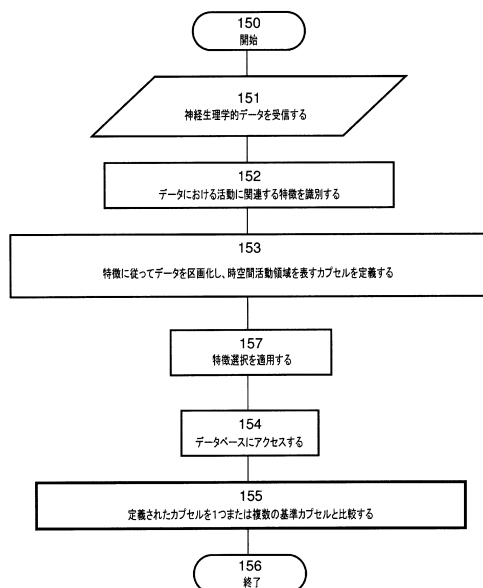 150
開始
151
神経生理学的データを受信する
152
データにおける活動に関連する特徴を識別する
153
特徴に従ってデータを区画化し、時空間活動領域を表すカプセルを定義する
157
特徴選択を適用する
154
データベースにアクセスする
155
定義されたカプセルを1つまたは複数の基準カプセルと比較する
156
終了